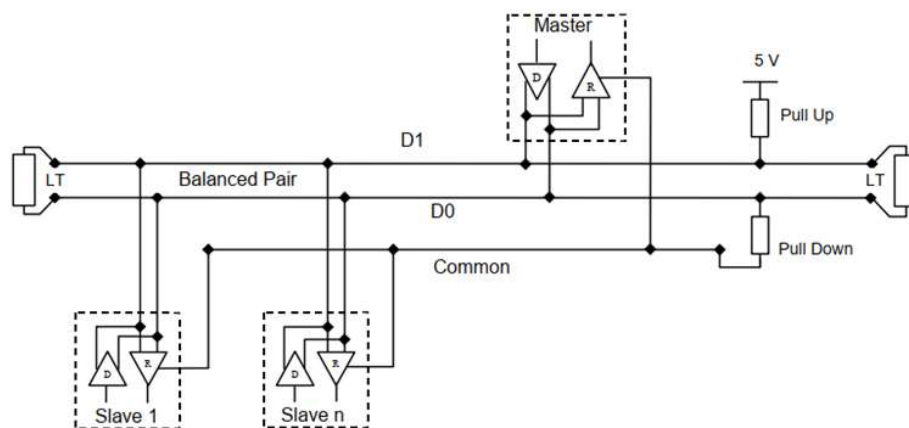 Master
D
R
5 V
Pull Up
D1
LT
Balanced Pair
LT
D0
Common
Pull Down
D
R
D
R
Slave 1
Slave n